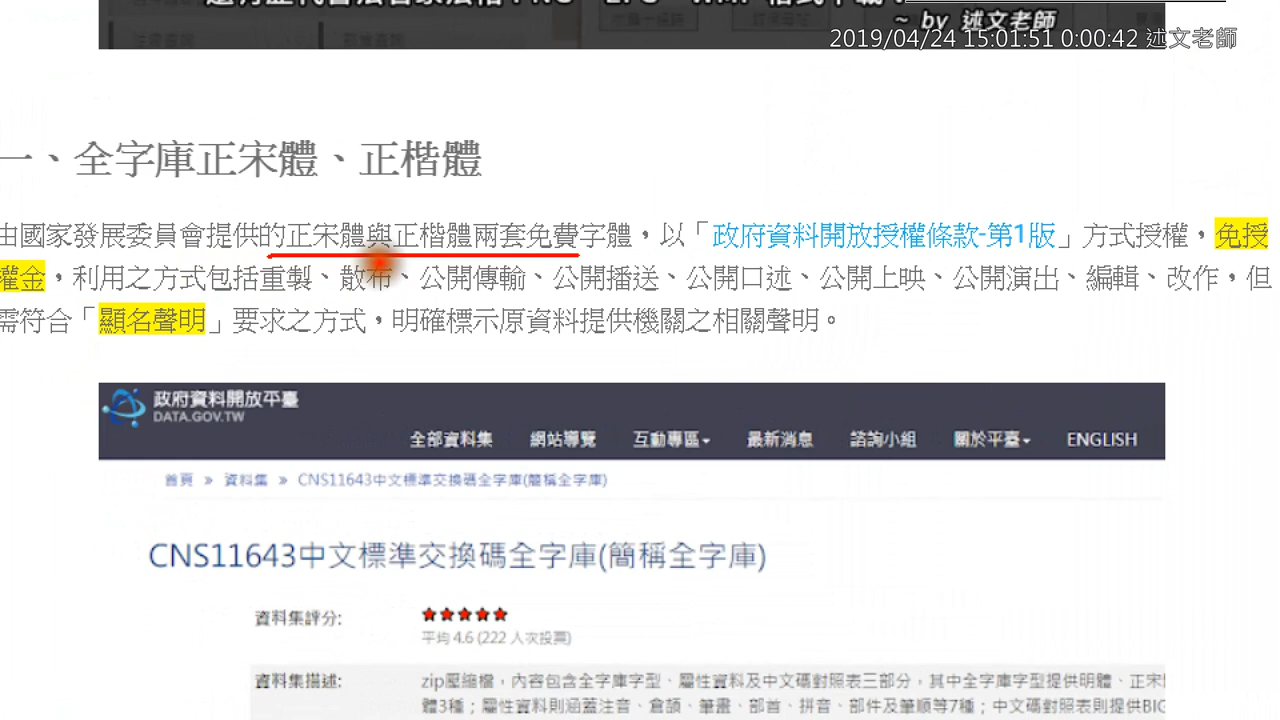 ~ by 述文老師
2019/04/24 15:01:51 0:00:42 述文老師
一、全字庫正宋體、正楷體
由國家發展委員會提供的正宋體與正楷體兩套免費字體，以「政府資料開放授權條款-第1版」方式授權，免授
權金，利用之方式包括重製、散布、公開傳輸、公開播送、公開口述、公開上映、公開演出、編輯、改作，但
需符合「顯名聲明」要求之方式，明確標示原資料提供機關之相關聲明。
政府資料開放平臺
DATA.GOV.TW
全部資料集 網站導覽 互動專區 最新消息 諮詢小組 關於平臺 ENGLISH
首頁 » 資料集 » CNS11643中文標準交換碼全字庫(簡稱全字庫)
CNS11643中文標準交換碼全字庫(簡稱全字庫)
資料集評分:
平均 4.6 (222 人次投票)
資料集描述: zip壓縮檔，內容包含全字庫字型、屬性資料及中文碼對照表三部分，其中全字庫字型提供明體、正宋
體3種；屬性資料則涵蓋注音、倉頡、筆畫、部首、拼音、部件及筆順等7種；中文碼對照表則提供BIG